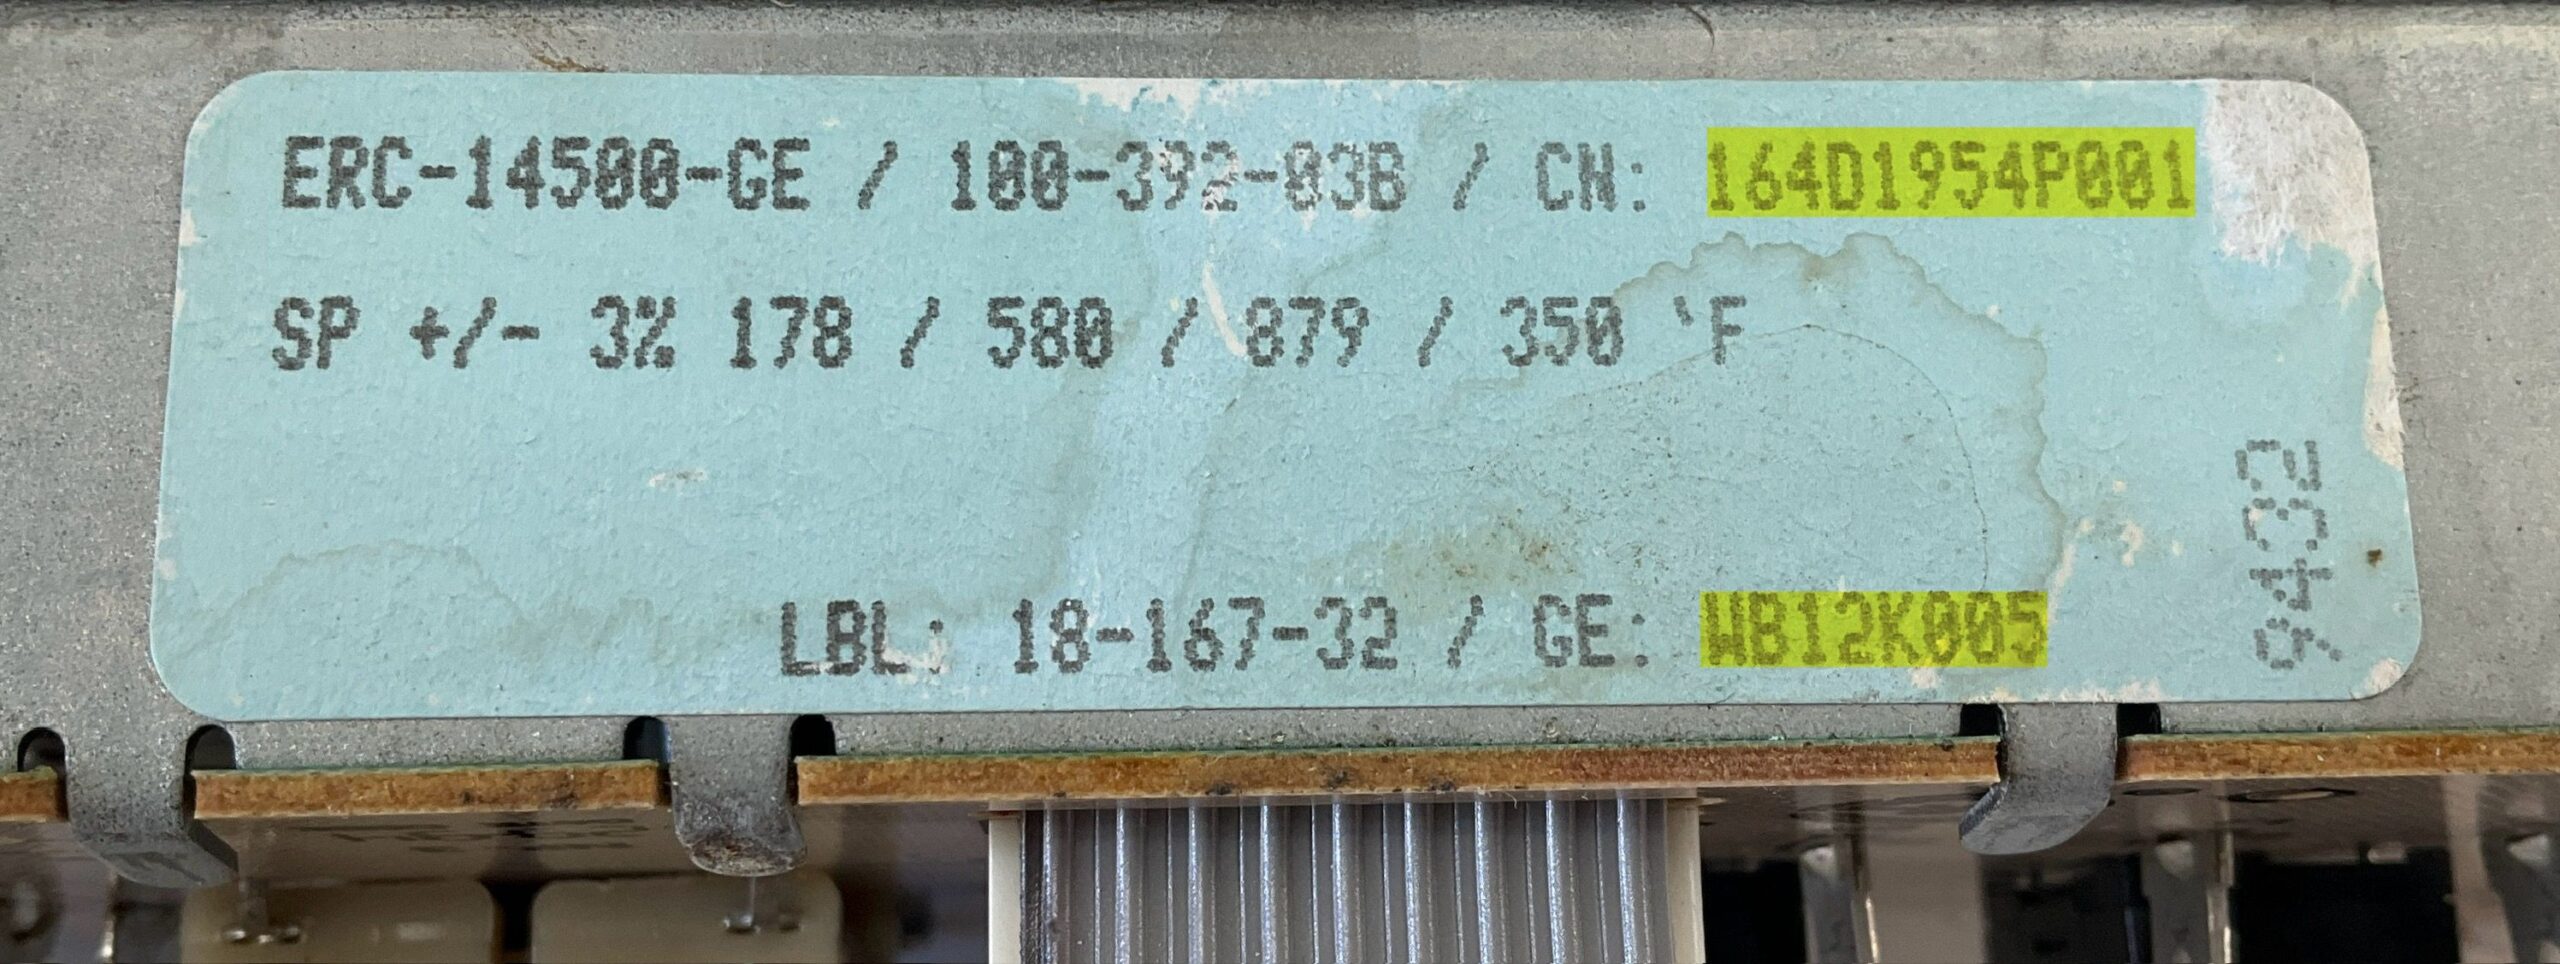 ERC-14500-GE / 100-392-03B / CN: 164D1954P001
SP +/- 3% 178 / 580 / 879 / 350 'F
LBL: 18-167-32 / GE: WB12K005
9432